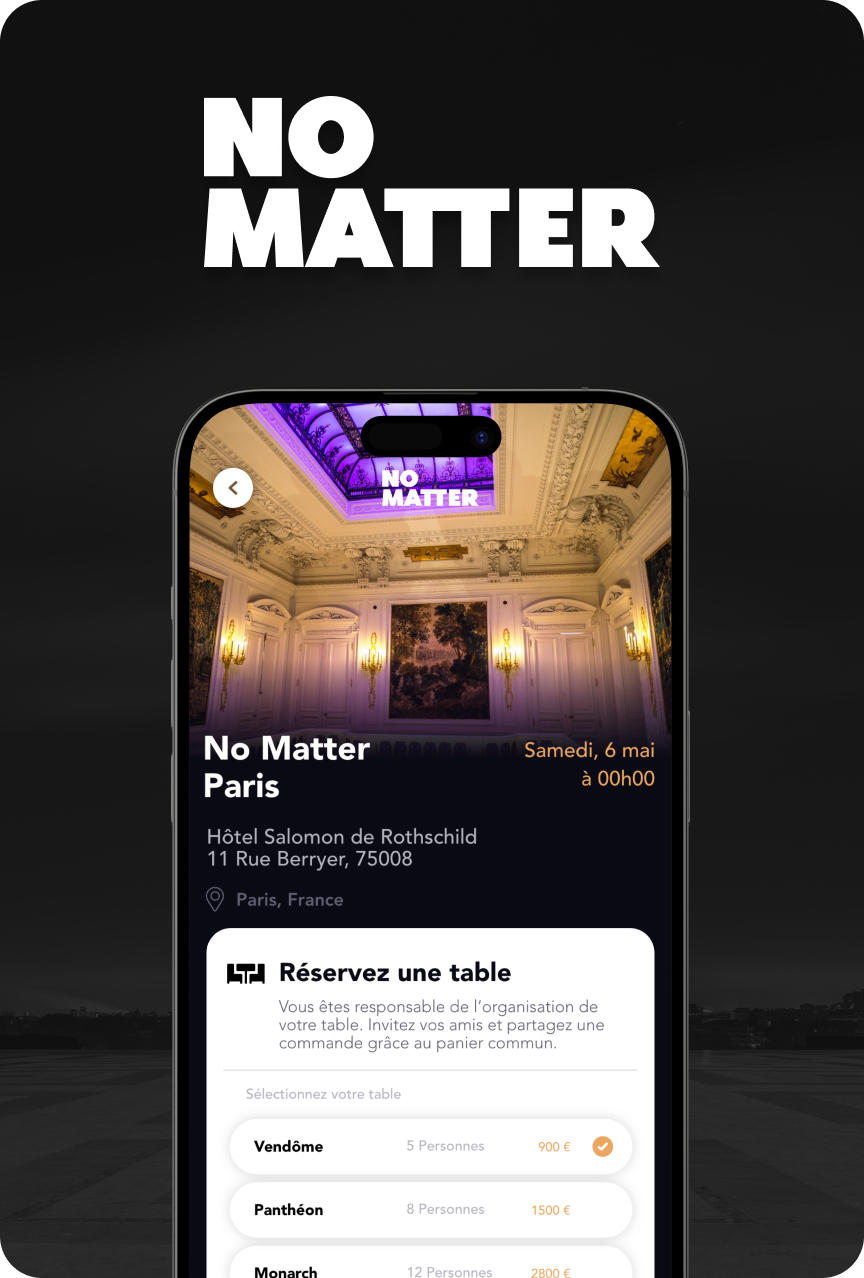 NO
MATTER
NO
MATTER
No Matter
Paris
Samedi, 6 mai
à 00h00
Hôtel Salomon de Rothschild
11 Rue Berryer, 75008
Paris, France
Réservez une table
Vous êtes responsable de l’organisation de
votre table. Invitez vos amis et partagez une
commande grâce au panier commun.
Sélectionnez votre table
Vendôme 5 Personnes 900 €
Panthéon 8 Personnes 1500 €
Monarch 12 Personnes 2800 €